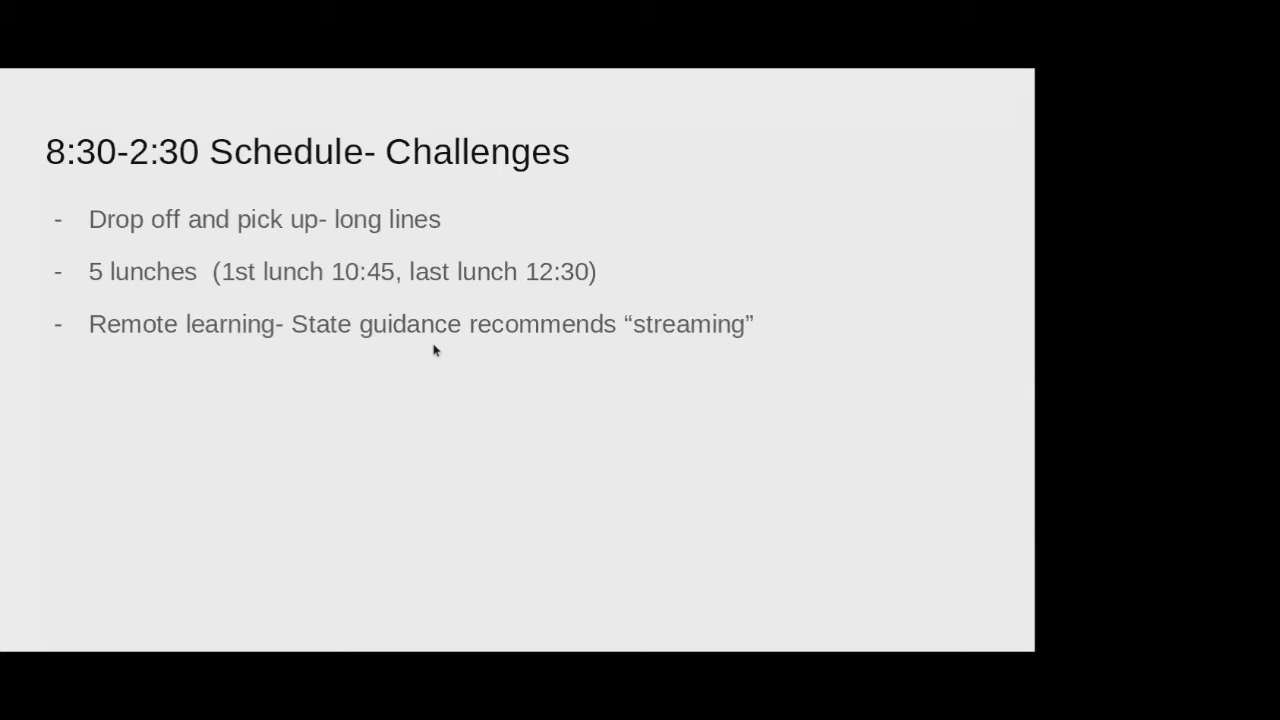 8:30-2:30 Schedule- Challenges
- Drop off and pick up- long lines
- 5 lunches  (1st lunch 10:45, last lunch 12:30)
- Remote learning- State guidance recommends “streaming”